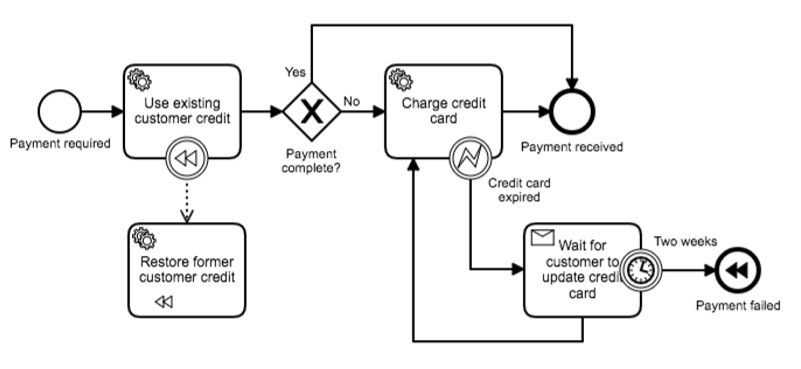 Yes
Use existing
customer credit
No
Charge credit
card
Payment required
Payment
complete?
Payment received
Credit card
expired
Restore former
customer credit
Wait for
customer to
update credi
card
Two weeks
Payment failed